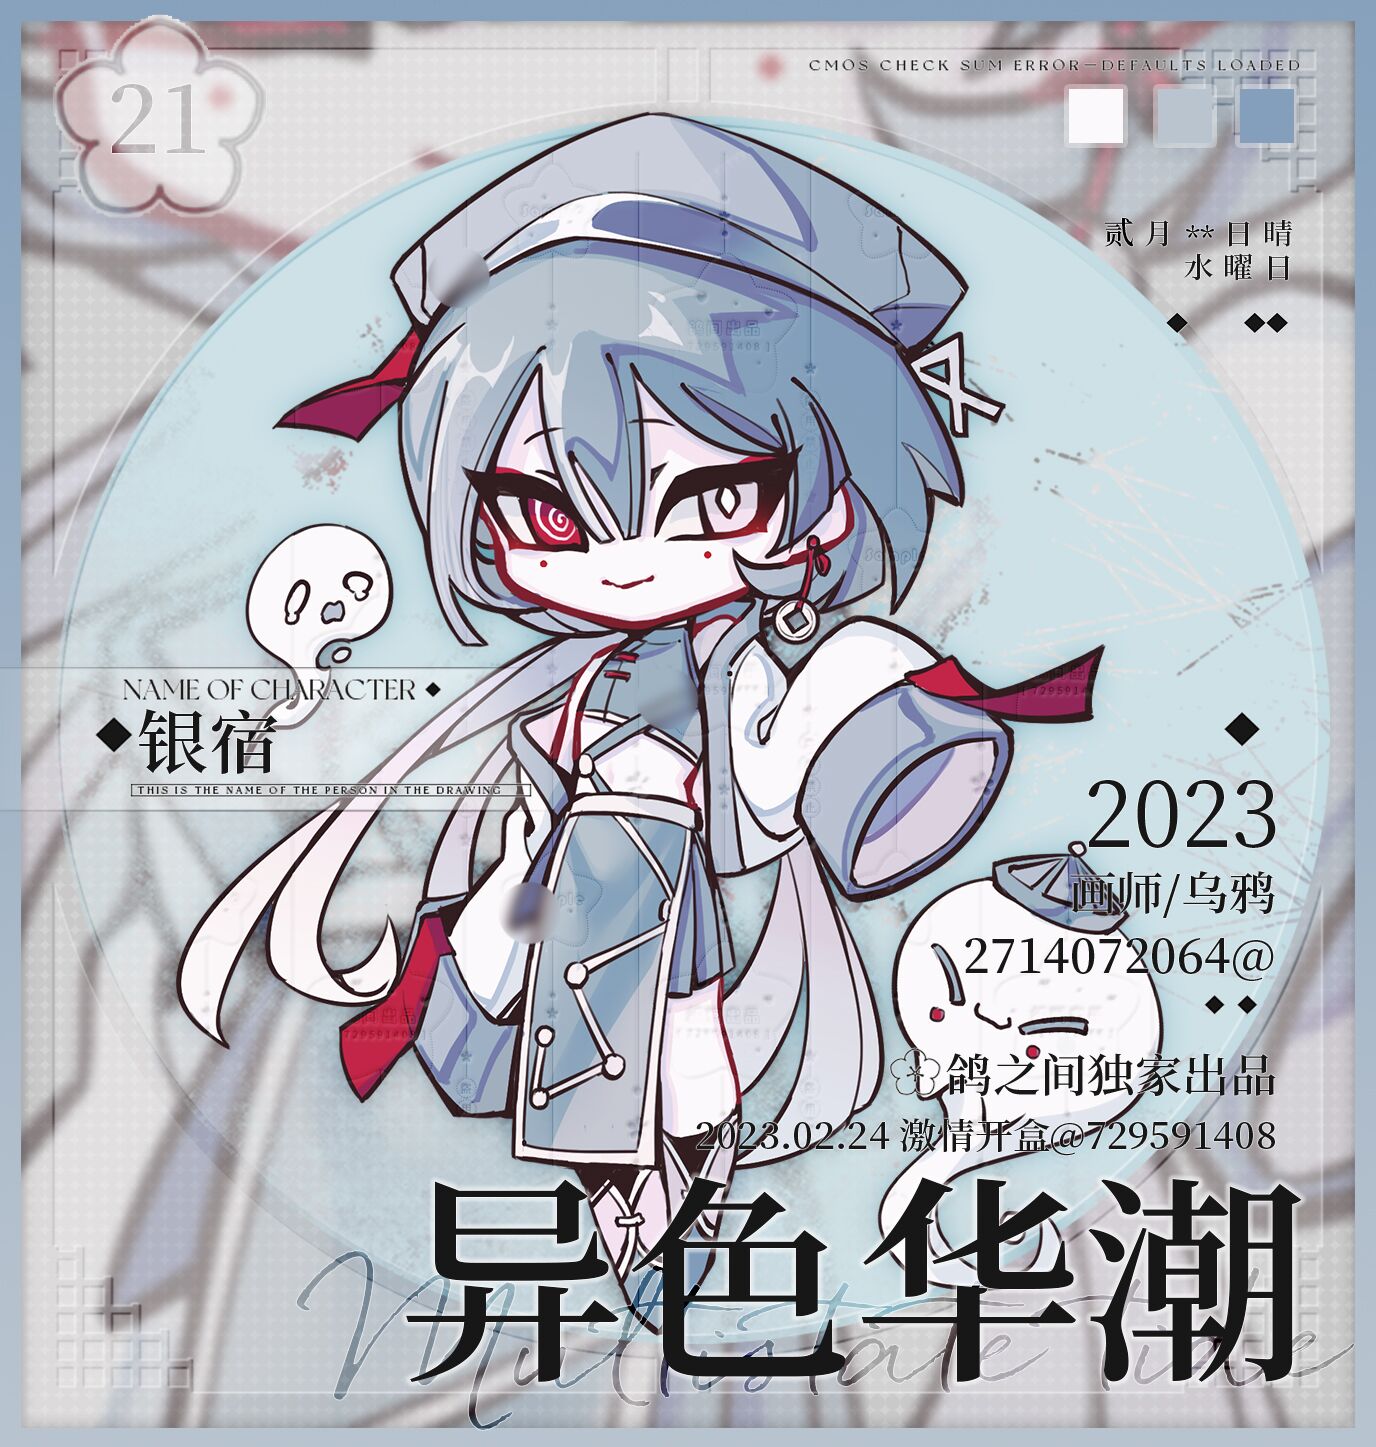 21
CMOS CHECK SUM ERROR—DEFAULTS LOADED
贰月**日晴
水曜日
NAME OF CHARACTER
银宿
THIS IS THE NAME OF THE PERSON IN THE DRAWING
2023
画师/乌鸦
2714072064@
鸽之间独家出品
2023.02.24 激情开盒@729591408
异色华潮
Multistate tide